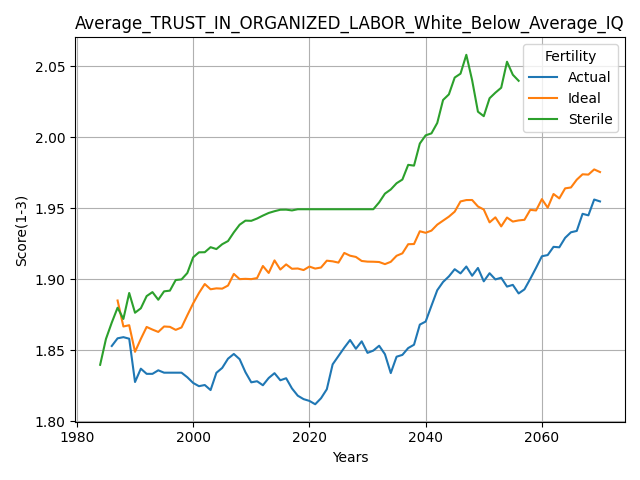 Average_TRUST_IN_ORGANIZED_LABOR_White_Below_Average_IQ
Fertility
Actual
Ideal
Sterile
Score(1-3)
2.05
2.00
1.95
1.90
1.85
1.80
1980
2000
2020
2040
2060
Years